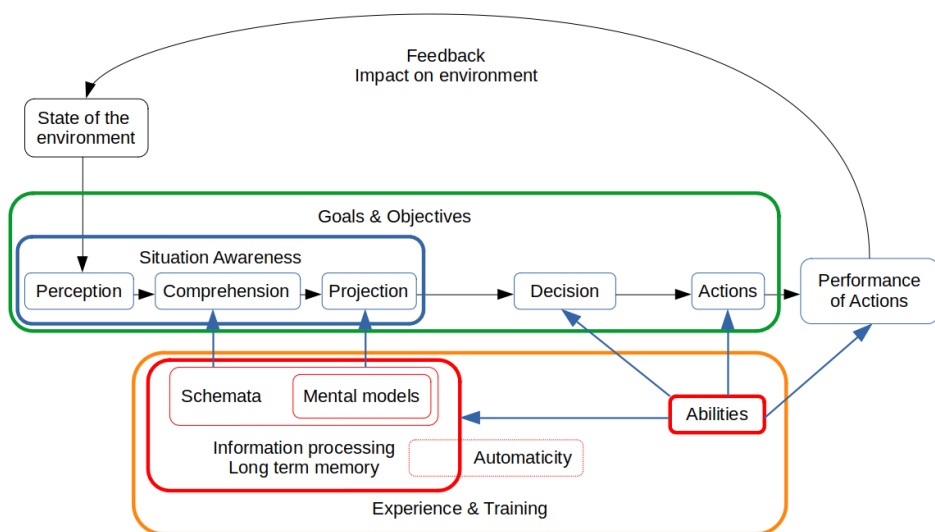 Feedback
Impact on environment
State of the
environment
Goals & Objectives
Situation Awareness
Perception
Comprehension
Projection
Decision
Actions
Performance
of Actions
Schemata
Mental models
Abilities
Information processing
Long term memory
Automaticity
Experience & Training